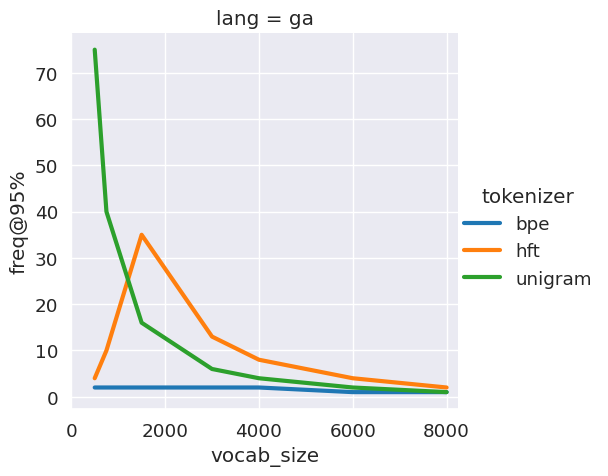 lang = ga
freq@95%
70
60
50
40
30
20
10
0
0 2000 4000 6000 8000
vocab_size
tokenizer
bpe
hft
unigram